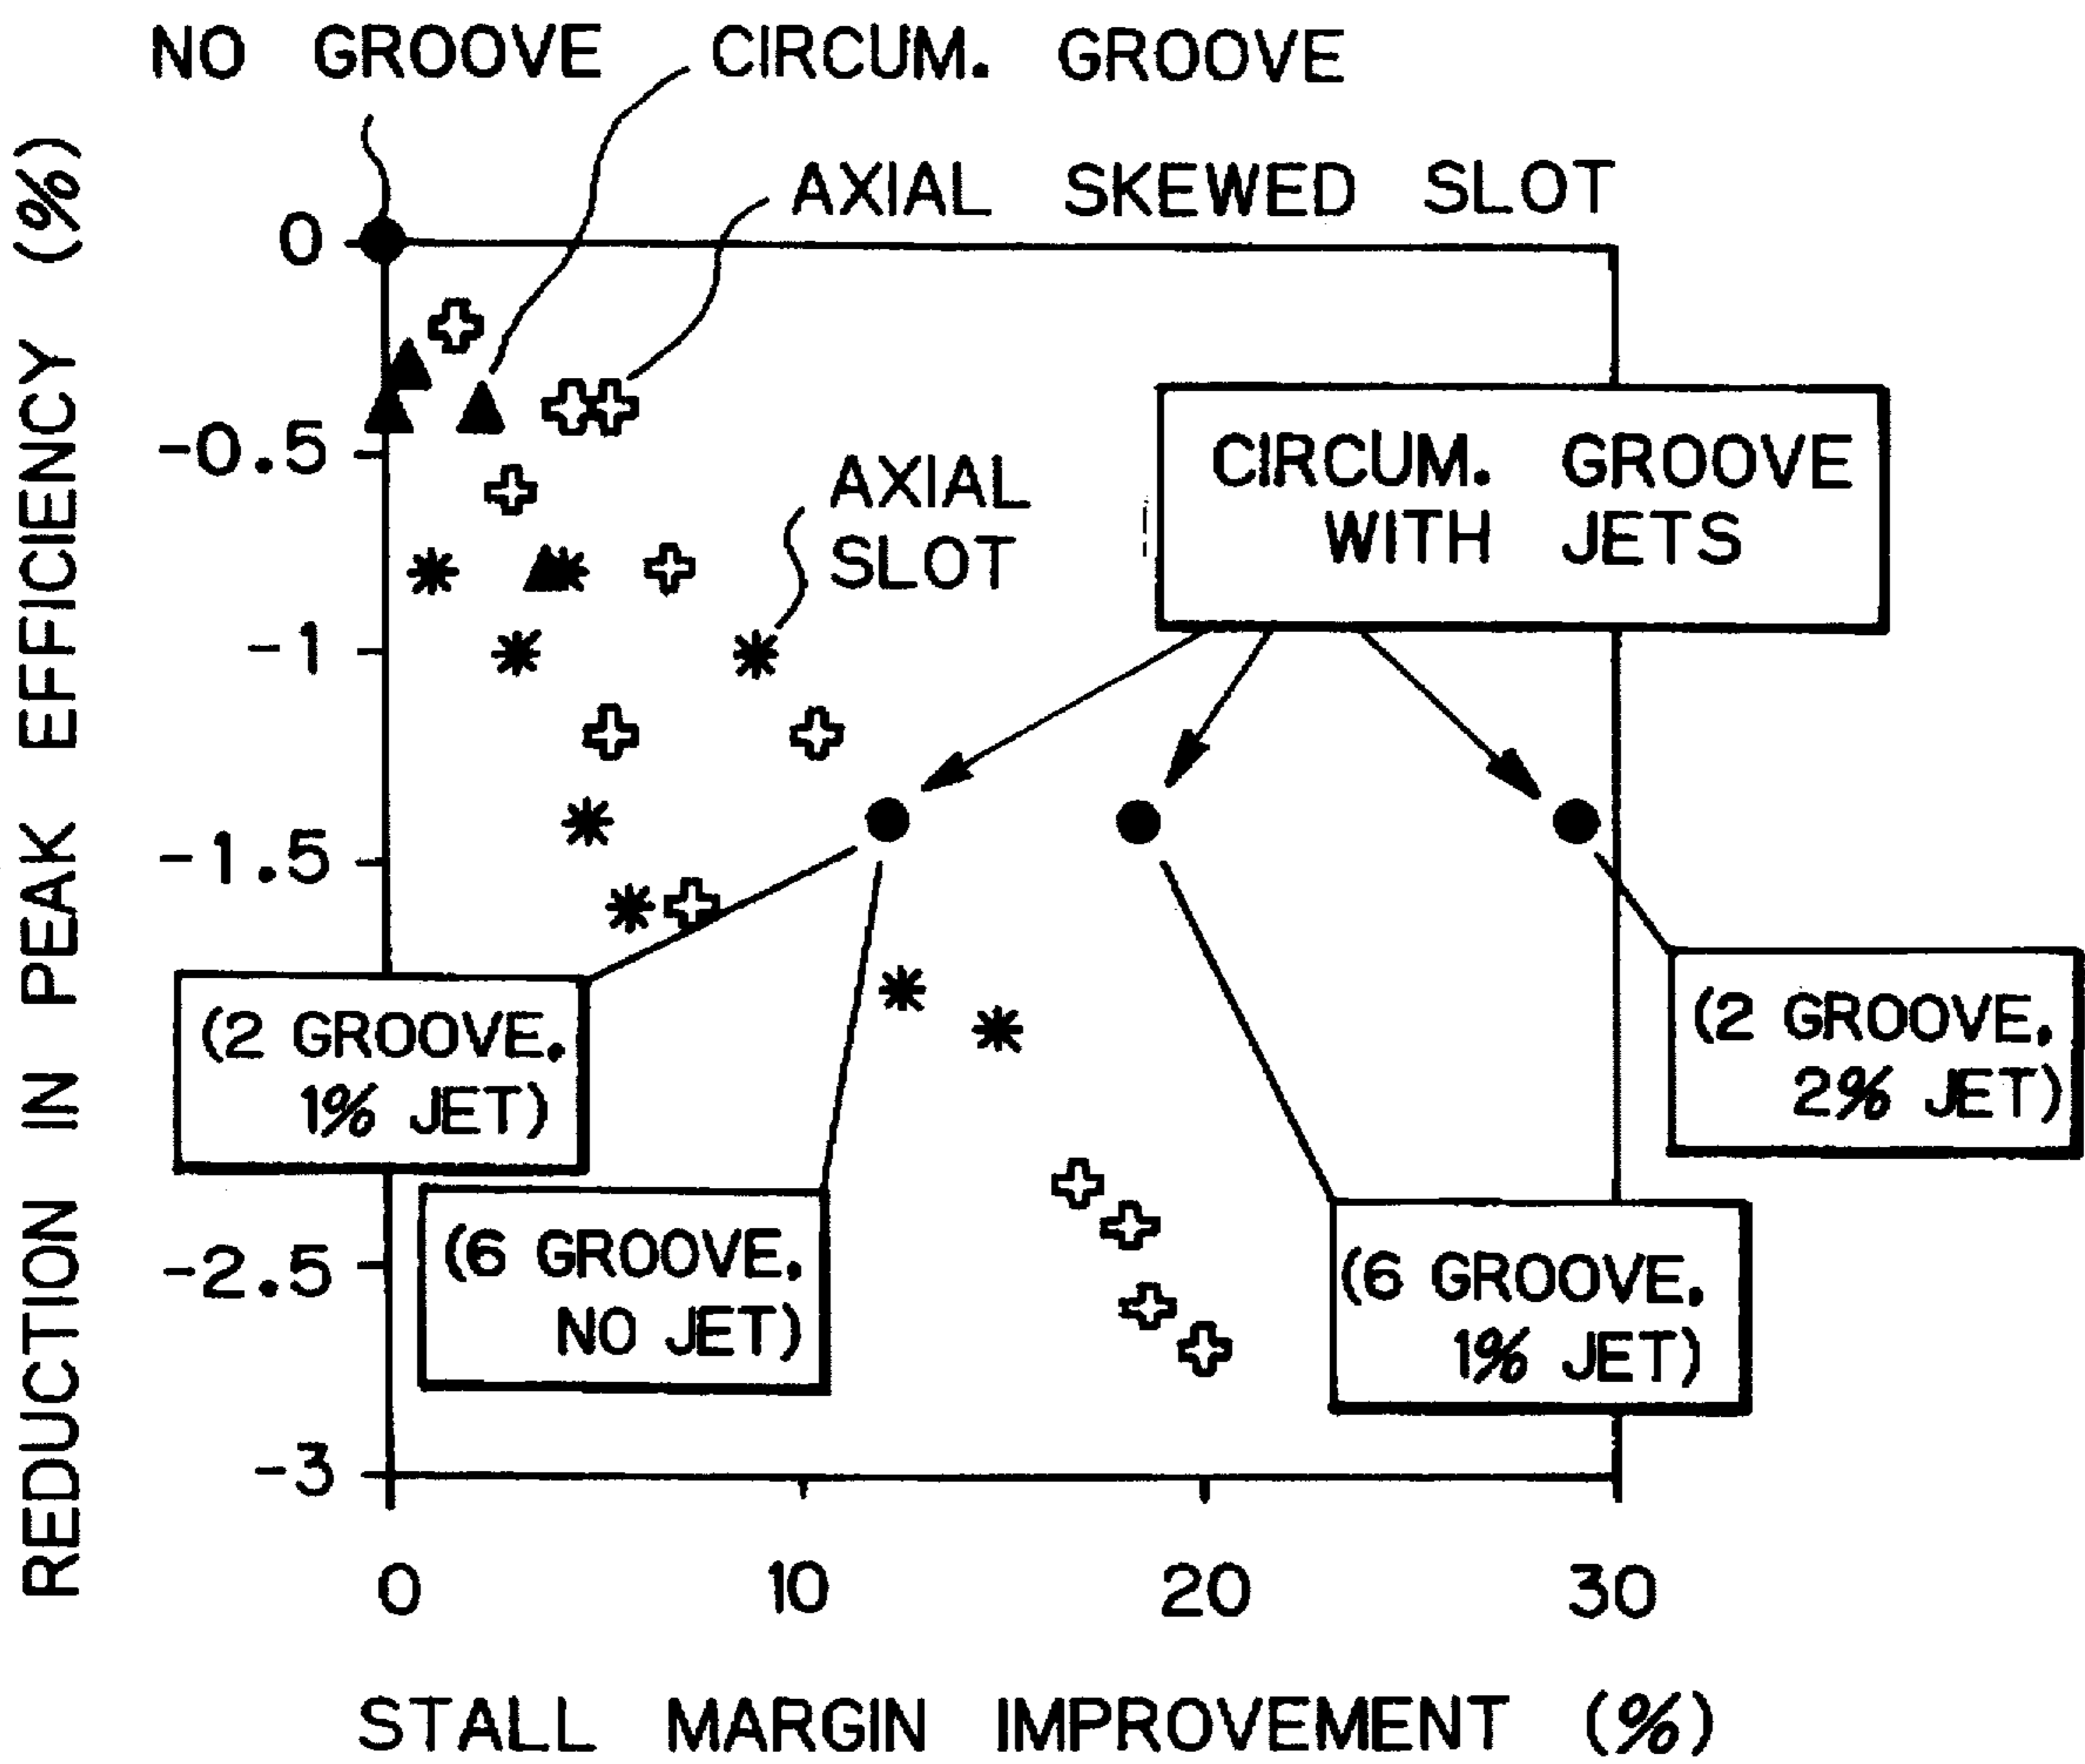 NO GROOVE
CIRCUM. GROOVE
AXIAL SKEWED SLOT
REDUCTION IN PEAK EFFICIENCY (%)
0
-0.5
-1
-1.5
-2.5
-3
AXIAL
SLOT
CIRCUM. GROOVE
WITH JETS
(2 GROOVE.
1% JET)
(6 GROOVE.
NO JET)
(2 GROOVE.
2% JET)
(6 GROOVE.
1% JET)
0
10
20
30
STALL MARGIN IMPROVEMENT (%)